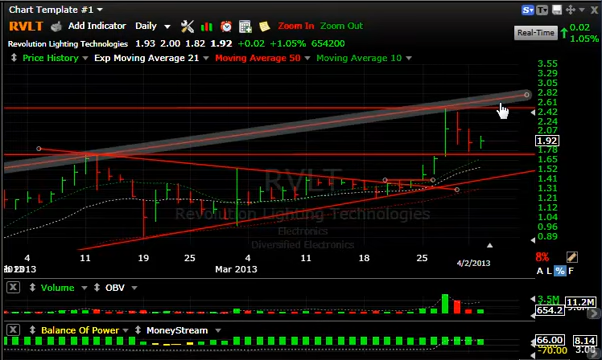 Chart Template #1
RVLT Add Indicator Daily Zoom In Zoom Out
Revolution Lighting Technologies 1.93 2.00 1.82 1.92 +0.02 +1.05% 654200
Real-Time
0.02
1.05%
Price History Exp Moving Average 21 Moving Average 50 Moving Average 10
3.55
3.29
3.05
2.82
2.61
2.42
2.24
2.07
1.92
1.78
1.65
1.52
1.41
1.31
1.21
1.12
1.04
0.96
0.89
RVLT
Revolution Lighting Technologies
Electronics
Diversified Electronics
4 11 19 25 4 11 18 25
2013 Mar 2013 4/2/2013
8%
A L % F
X Volume OBV
3.5M
11.2M
654.2
X Balance Of Power MoneyStream
66.00
8.14
-70.00